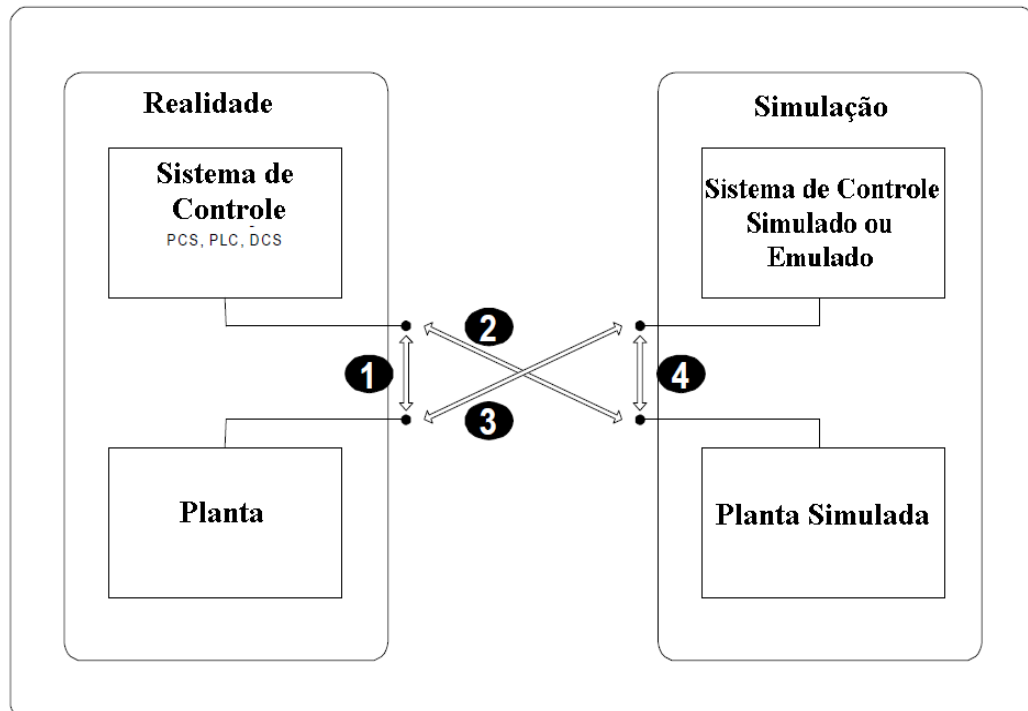 Realidade
Sistema de
Controle
PCS, PLC, DCS
Planta
1
2
3
4
Simulação
Sistema de Controle
Simulado ou
Emulado
Planta Simulada